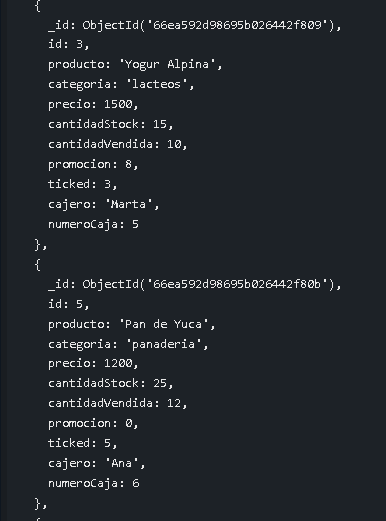 {
_id: ObjectId('66ea592d98695b026442f809'),
id: 3,
producto: 'Yogur Alpina',
categoria: 'lacteos',
precio: 1500,
cantidadStock: 15,
cantidadVendida: 10,
promocion: 8,
ticked: 3,
cajero: 'Marta',
numeroCaja: 5
},
{
_id: ObjectId('66ea592d98695b026442f80b'),
id: 5,
producto: 'Pan de Yuca',
categoria: 'panaderia',
precio: 1200,
cantidadStock: 25,
cantidadVendida: 12,
promocion: 0,
ticked: 5,
cajero: 'Ana',
numeroCaja: 6
},